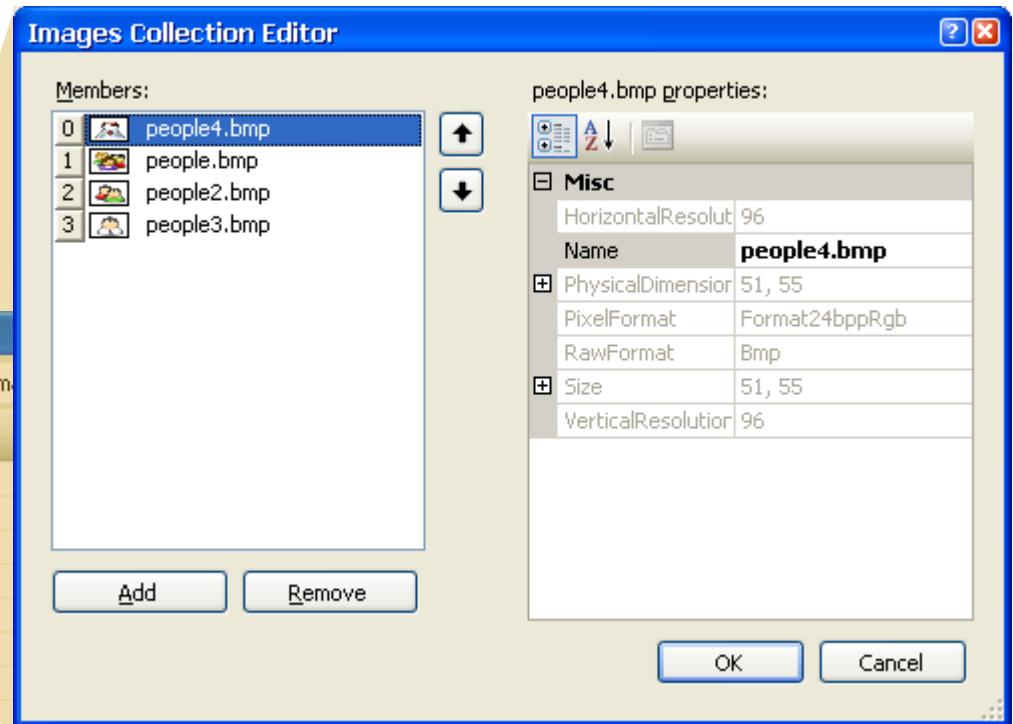 Images Collection Editor
Members:
0 people4.bmp
1 people.bmp
2 people2.bmp
3 people3.bmp
Add Remove
people4.bmp properties:
Misc
HorizontalResolut 96
Name people4.bmp
PhysicalDimension 51, 55
PixelFormat Format24bppRgb
RawFormat Bmp
Size 51, 55
VerticalResolution 96
OK Cancel